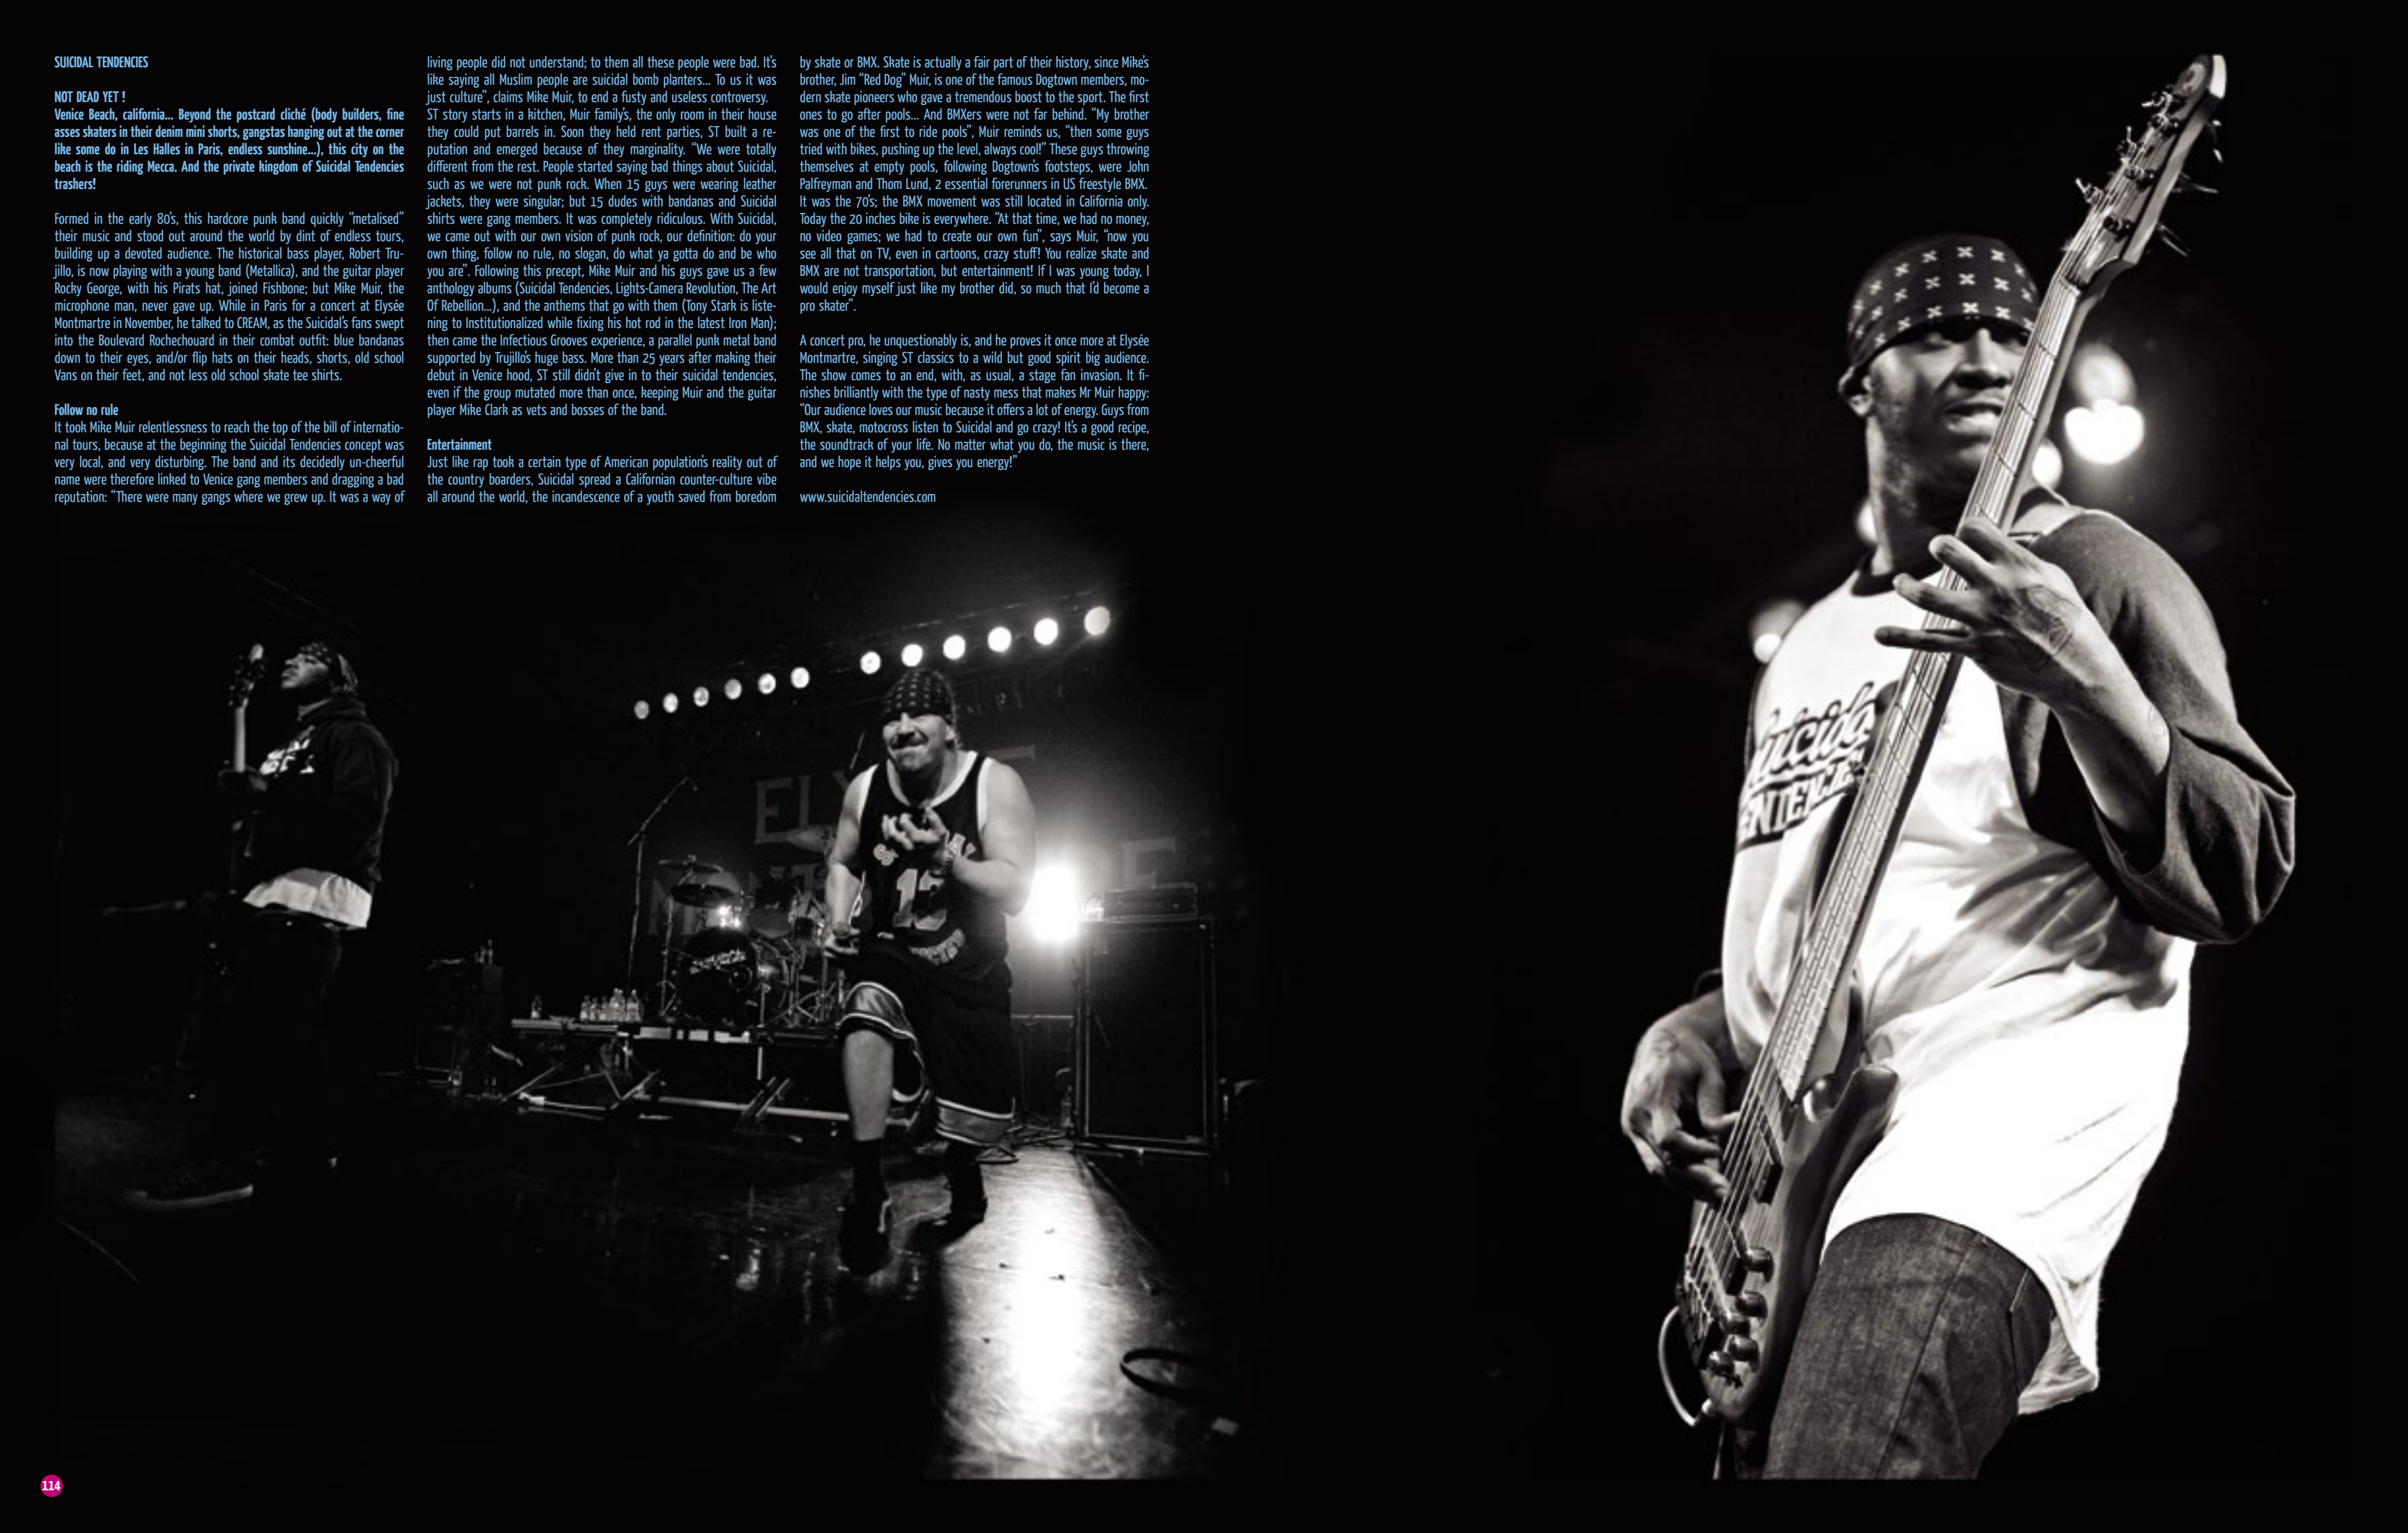 SUICIDAL TENDENCIES
NOT DEAD YET !
Venice Beach, california... Beyond the postcard cliché (body builders, fine
asses skaters in their denim mini shorts, gangstas hanging out at the corner
like some do in Les Halles in Paris, endless sunshine...), this city on the
beach is the riding Mecca. And the private kingdom of Suicidal Tendencies
trashers!
Formed in the early 80's, this hardcore punk band quickly "metalised"
their music and stood out around the world by dint of endless tours,
building up a devoted audience. The historical bass player, Robert Tru-
jillo, is now playing with a young band (Metallica), and the guitar player
Rocky George, with his Pirats hat, joined Fishbone; but Mike Muir, the
microphone man, never gave up. While in Paris for a concert at Elysée
Montmartre in November, he talked to CREAM, as the Suicidal's fans swept
into the Boulevard Rochechouard in their combat outfit: blue bandanas
down to their eyes, and/or flip hats on their heads, shorts, old school
Vans on their feet, and not less old school skate tee shirts.
Follow no rule
It took Mike Muir relentlessness to reach the top of the bill of internatio-
nal tours, because at the beginning the Suicidal Tendencies concept was
very local, and very disturbing. The band and its decidedly un-cheerful
name were therefore linked to Venice gang members and dragging a bad
reputation: "There were many gangs where we grew up. It was a way of
living people did not understand; to them all these people were bad. It's
like saying all Muslim people are suicidal bomb planters... To us it was
just culture", claims Mike Muir, to end a fusty and useless controversy.
ST story starts in a kitchen, Muir family's, the only room in their house
they could put barrels in. Soon they held rent parties, ST built a re-
putation and emerged because of they marginality. "We were totally
different from the rest. People started saying bad things about Suicidal,
such as we were not punk rock. When 15 guys were wearing leather
jackets, they were singular; but 15 dudes with bandanas and Suicidal
shirts were gang members. It was completely ridiculous. With Suicidal,
we came out with our own vision of punk rock, our definition: do your
own thing, follow no rule, no slogan, do what ya gotta do and be who
you are". Following this precept, Mike Muir and his guys gave us a few
anthology albums (Suicidal Tendencies, Lights-Camera Revolution, The Art
Of Rebellion...), and the anthems that go with them (Tony Stark is liste-
ning to Institutionalized while fixing his hot rod in the latest Iron Man);
then came the Infectious Grooves experience, a parallel punk metal band
supported by Trujillo's huge bass. More than 25 years after making their
debut in Venice hood, ST still didn't give in to their suicidal tendencies,
even if the group mutated more than once, keeping Muir and the guitar
player Mike Clark as vets and bosses of the band.
Entertainment
Just like rap took a certain type of American population's reality out of
the country boarders, Suicidal spread a Californian counter-culture vibe
all around the world, the incandescence of a youth saved from boredom
by skate or BMX. Skate is actually a fair part of their history, since Mike's
brother, Jim "Red Dog" Muir, is one of the famous Dogtown members, mo-
dern skate pioneers who gave a tremendous boost to the sport. The first
ones to go after pools... And BMXers were not far behind. "My brother
was one of the first to ride pools", Muir reminds us, "then some guys
tried with bikes, pushing up the level, always cool!" These guys throwing
themselves at empty pools, following Dogtown's footsteps, were John
Palfreyman and Thom Lund, 2 essential forerunners in US freestyle BMX.
It was the 70's; the BMX movement was still located in California only.
Today the 20 inches bike is everywhere. "At that time, we had no money,
no video games; we had to create our own fun", says Muir, "now you
see all that on TV, even in cartoons, crazy stuff! You realize skate and
BMX are not transportation, but entertainment! If I was young today, I
would enjoy myself just like my brother did, so much that I'd become a
pro skater".
A concert pro, he unquestionably is, and he proves it once more at Elysée
Montmartre, singing ST classics to a wild but good spirit big audience.
The show comes to an end, with, as usual, a stage fan invasion. It fi-
nishes brilliantly with the type of nasty mess that makes Mr Muir happy:
"Our audience loves our music because it offers a lot of energy. Guys from
BMX, skate, motocross listen to Suicidal and go crazy! It's a good recipe,
the soundtrack of your life. No matter what you do, the music is there,
and we hope it helps you, gives you energy!"
www.suicidaltendencies.com
13
114